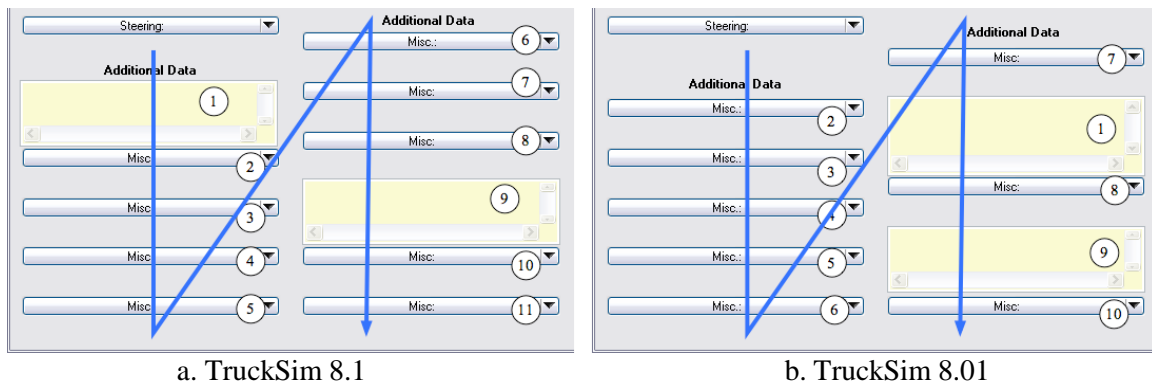 Steering:
Additional Data
1
Misc 2
Misc 3
Misc 4
Misc 5
Additional Data
Misc.: 6
Misc: 7
Misc: 8
9
Misc: 10
Misc: 11
a. TruckSim 8.1
Steering:
Additional Data
Misc.: 2
Misc.: 3
Misc.: 4
Misc.: 5
Misc.: 6
Additional Data
Misc: 7
1
Misc: 8
9
Misc: 10
b. TruckSim 8.01